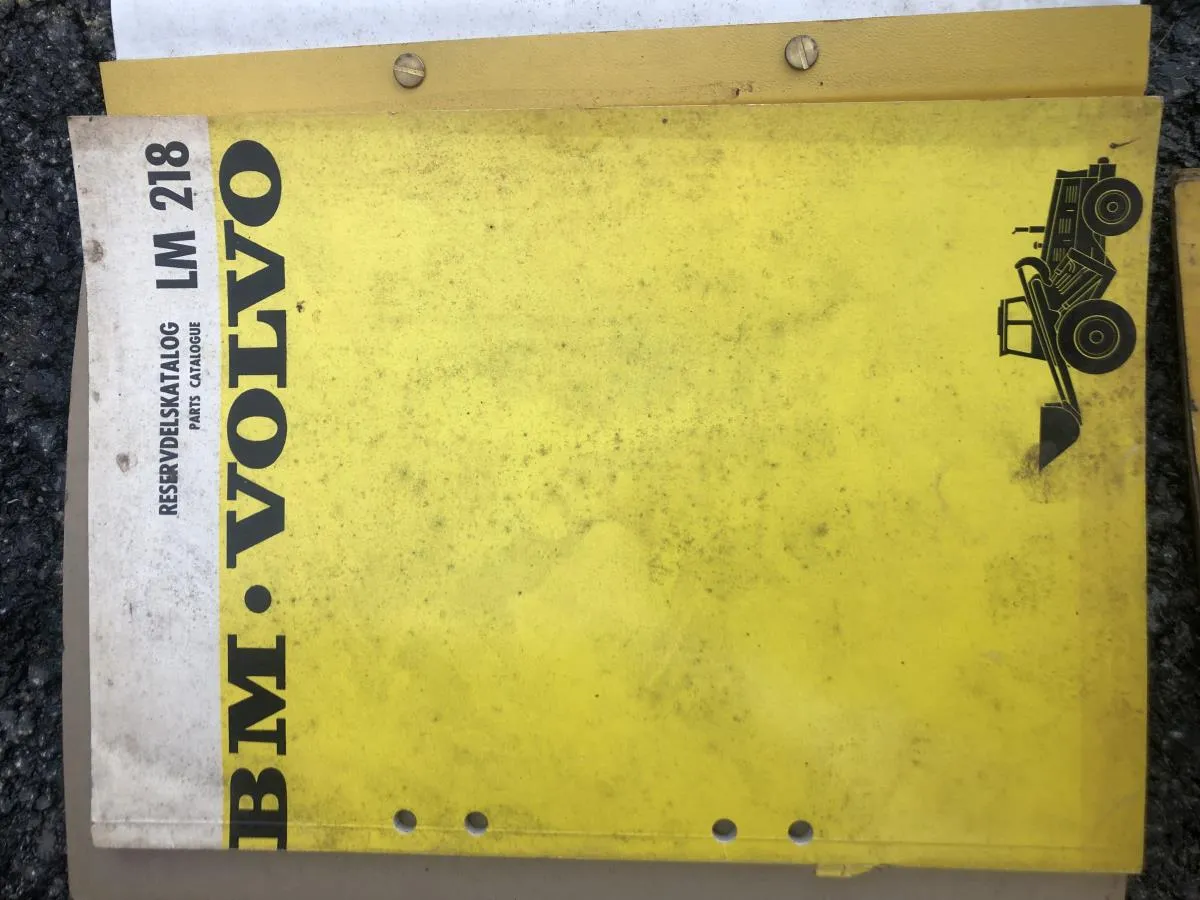 RESERVDELSKATALOG LM 218
PARTS CATALOGUE
BM·VOLVO